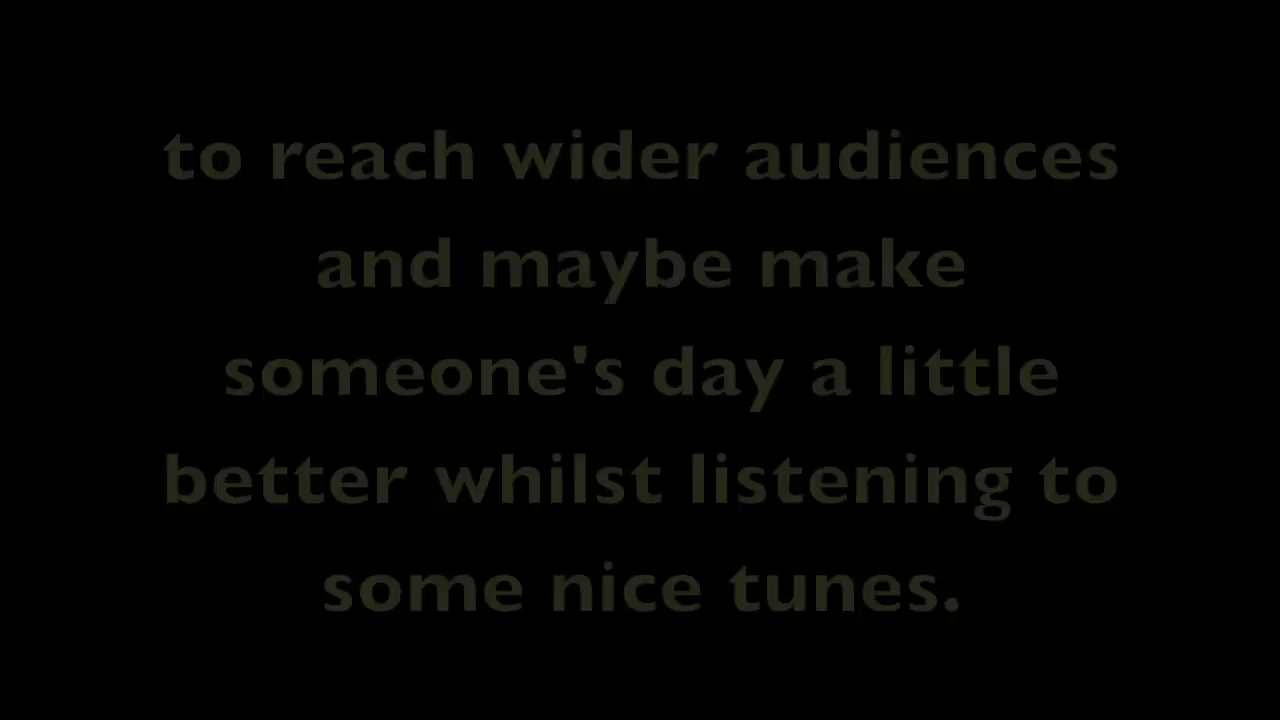 to reach wider audiences
and maybe make
someone's day a little
better whilst listening to
some nice tunes.